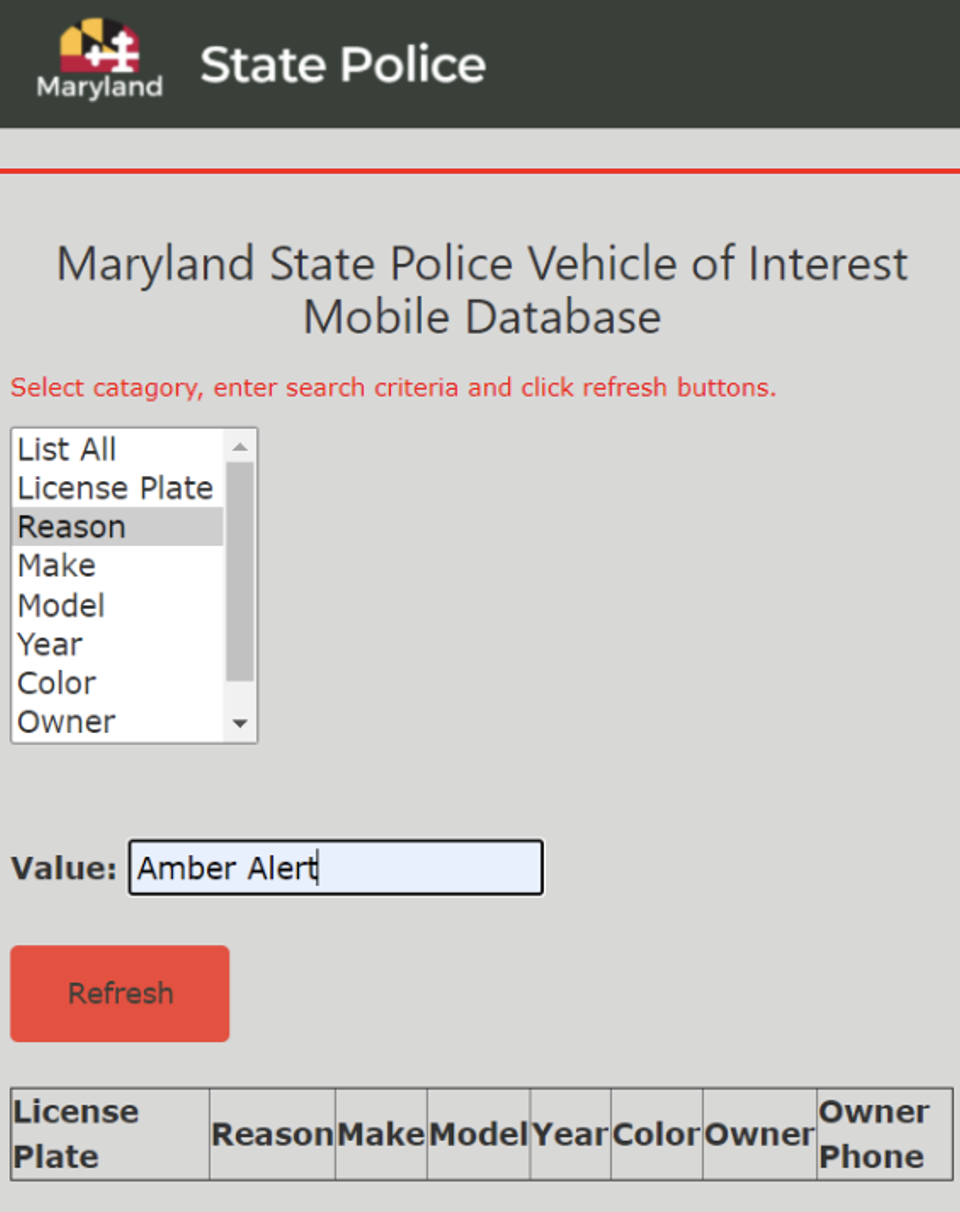 Maryland
State Police
Maryland State Police Vehicle of Interest
Mobile Database
Select catagory, enter search criteria and click refresh buttons.
List All
License Plate
Reason
Make
Model
Year
Color
Owner
Value: Amber Alert
Refresh
License Plate Reason Make Model Year Color Owner Owner Phone